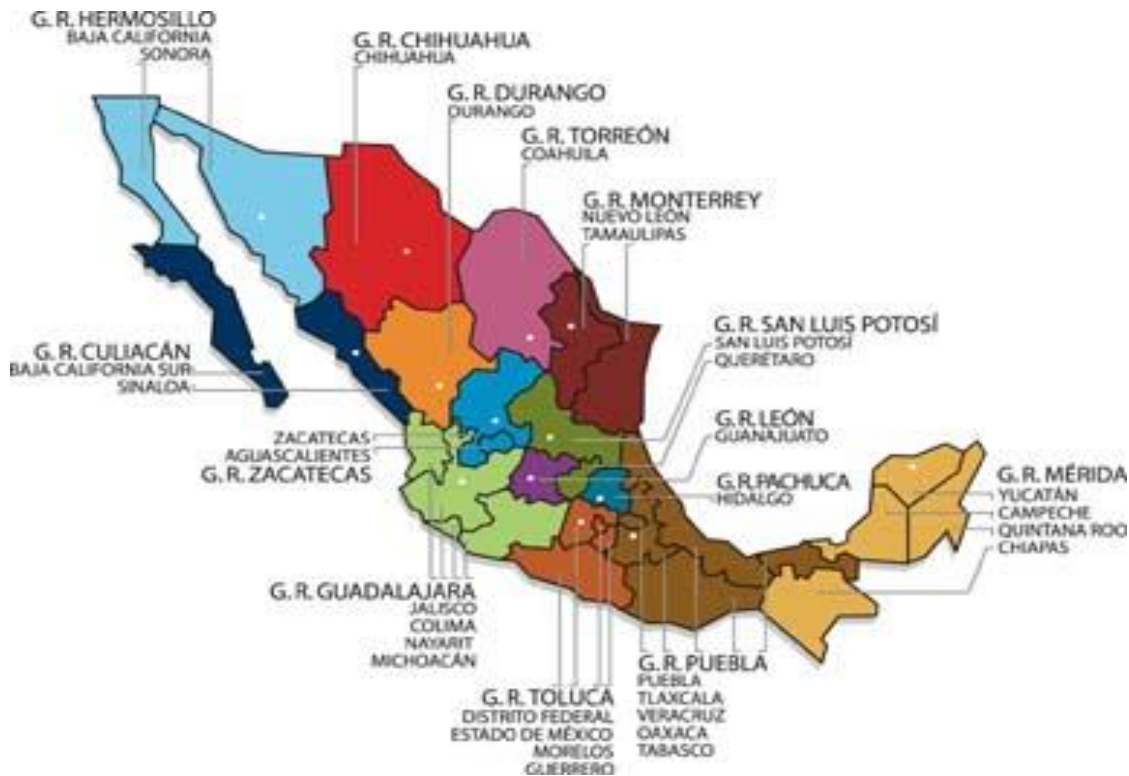 G. R. HERMOSILLO
BAJA CALIFORNIA
SONORA
G. R. CHIHUAHUA
CHIHUAHUA
G. R. DURANGO
DURANGO
G. R. TORREÓN
COAHUILA
G. R. MONTERREY
NUEVO LEÓN
TAMAULIPAS
G. R. SAN LUIS POTOSÍ
SAN LUIS POTOSÍ
QUERÉTARO
G. R. CULIACÁN
BAJA CALIFORNIA SUR
SINALOA
G. R. LEÓN
GUANAJUATO
ZACATECAS
AGUASCALIENTES
G. R. ZACATECAS
G. R. PACHUCA
HIDALGO
G. R. MÉRIDA
YUCATÁN
CAMPECHE
QUINTANA ROO
CHIAPAS
G. R. GUADALAJARA
JALISCO
COLIMA
NAYARIT
MICHOACÁN
G. R. TOLUCA
DISTRITO FEDERAL
ESTADO DE MÉXICO
MORELOS
GUERRERO
G. R. PUEBLA
PUEBLA
TLAXCALA
VERACRUZ
OAXACA
TABASCO